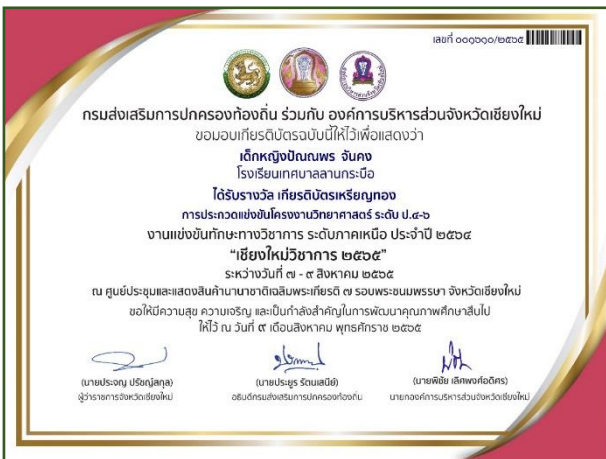 เลขที่ ๐๐๑๖๑๐/๒๕๖๕
กรมส่งเสริมการปกครองท้องถิ่น ร่วมกับ องค์การบริหารส่วนจังหวัดเชียงใหม่
ขอมอบเกียรติบัตรฉบับนี้ให้ไว้เพื่อแสดงว่า
เด็กหญิงปัณณพร จันคง
โรงเรียนเทศบาลลานกระบือ
ได้รับรางวัล เกียรติบัตรเหรียญทอง
การประกวดแข่งขันโครงงานวิทยาศาสตร์ ระดับ ป.๔-๖
งานแข่งขันทักษะทางวิชาการ ระดับภาคเหนือ ประจำปี ๒๕๖๔
“เชียงใหม่วิชาการ ๒๕๖๕”
ระหว่างวันที่ ๗ - ๙ สิงหาคม ๒๕๖๕
ณ ศูนย์ประชุมและแสดงสินค้านานาชาติเฉลิมพระเกียรติ ๗ รอบพระชนมพรรษา จังหวัดเชียงใหม่
ขอให้มีความสุข ความเจริญ และเป็นกำลังสำคัญในการพัฒนาคุณภาพศึกษาสืบไป
ให้ไว้ ณ วันที่ ๙ เดือนสิงหาคม พุทธศักราช ๒๕๖๕
(นายประจญ ปรัชญ์สกุล)
ผู้ว่าราชการจังหวัดเชียงใหม่
(นายประยูร รัตนเสนีย์)
อธิบดีกรมส่งเสริมการปกครองท้องถิ่น
(นายพิชัย เลิศพงศ์อดิศร)
นายกองค์การบริหารส่วนจังหวัดเชียงใหม่